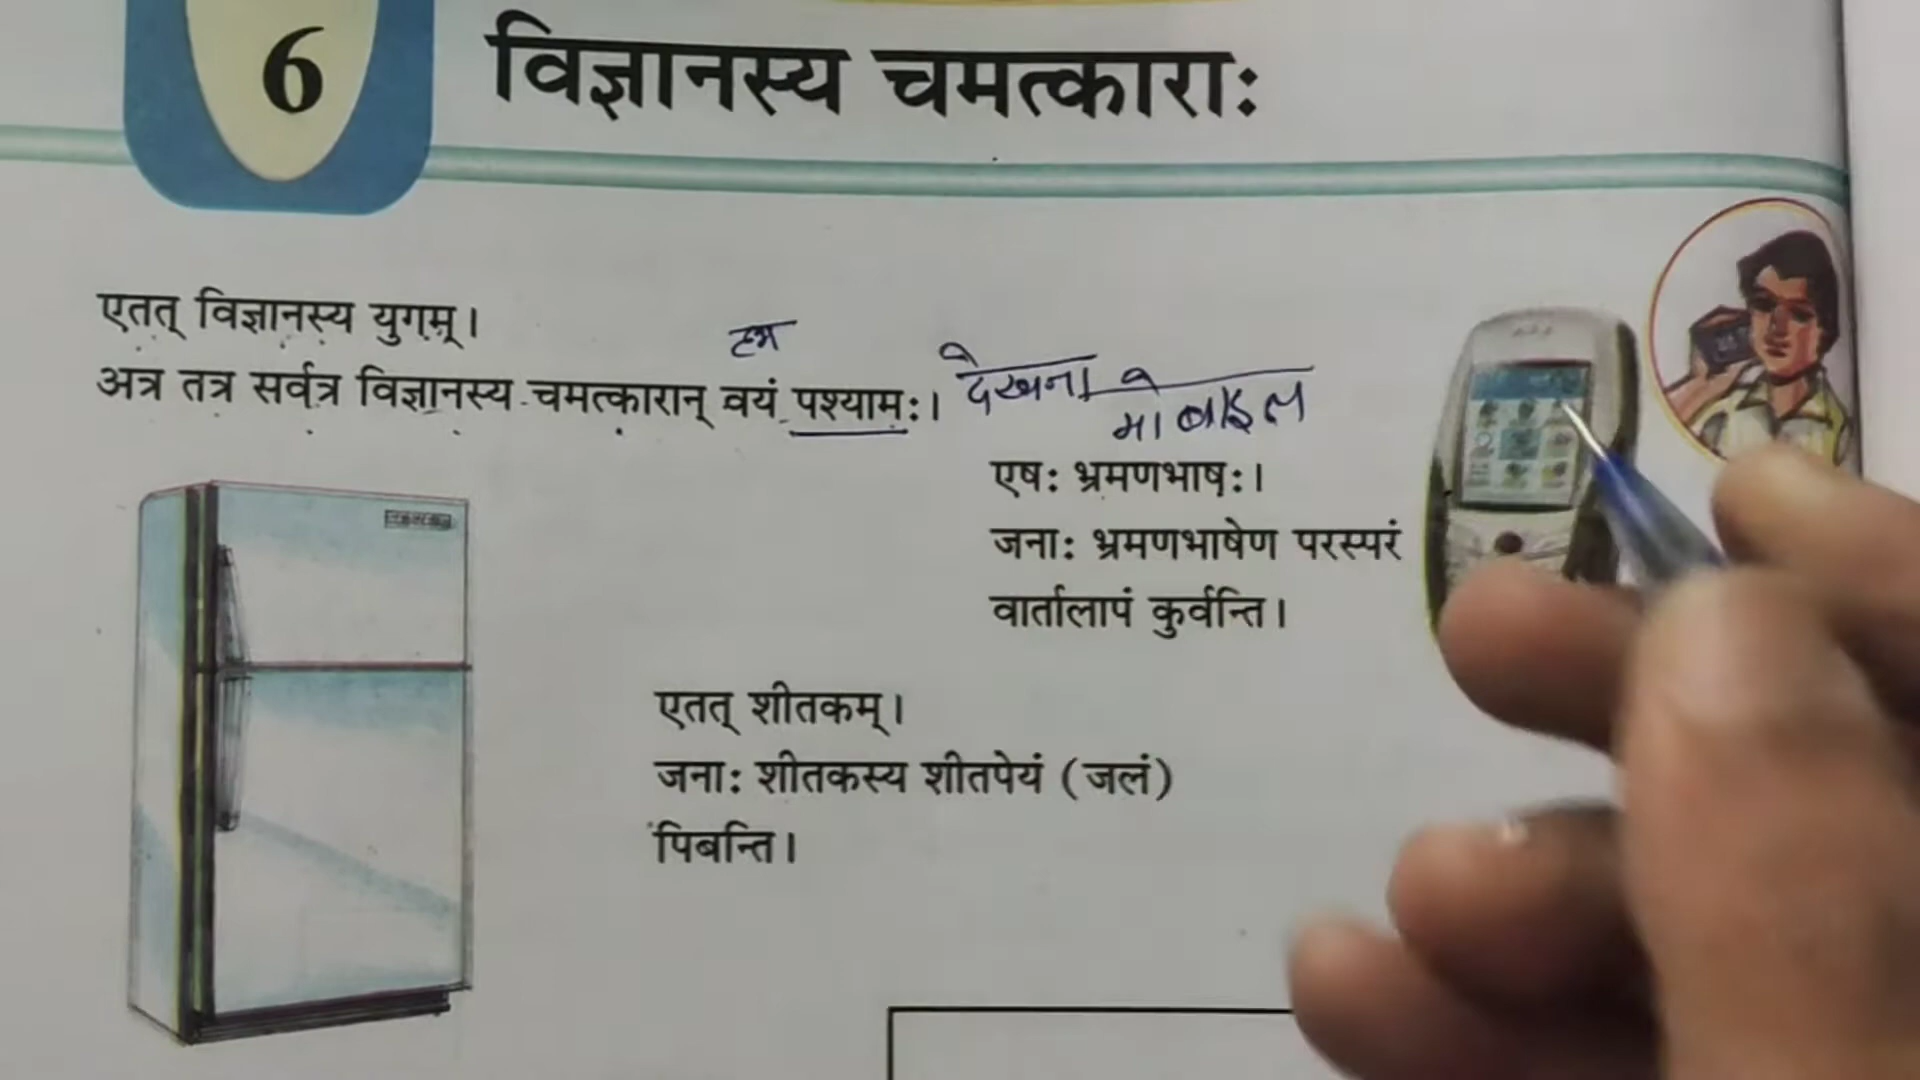 6
विज्ञानस्य चमत्काराः
एतत् विज्ञानस्य युगम्।
हम
अत्र तत्र सर्वत्र विज्ञानस्य चमत्कारान् वयं पश्यामः। देखना
मोबाइल
एषः भ्रमणभाषः।
जनाः भ्रमणभाषेण परस्परं
वार्तालापं कुर्वन्ति।
एतत् शीतकम्।
जनाः शीतकस्य शीतपेयं (जलं)
पिबन्ति।